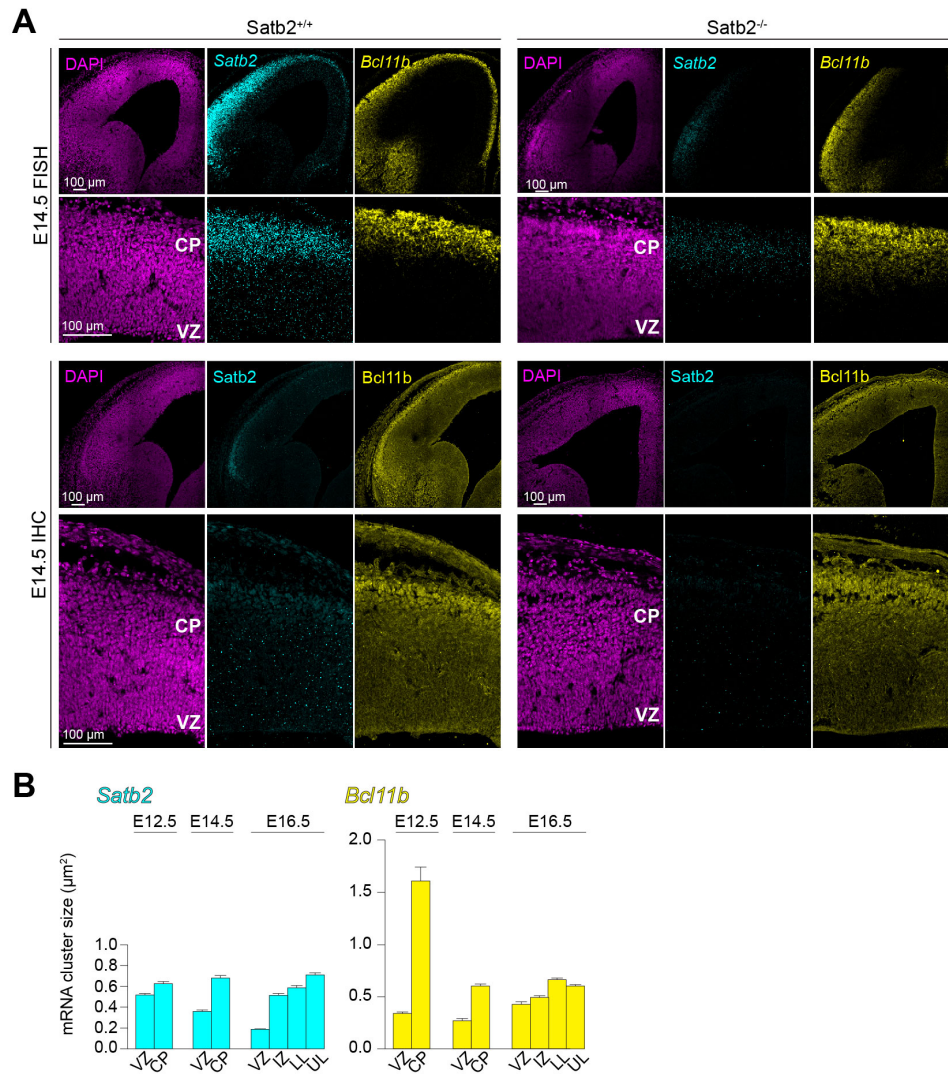 A
Satb2+/+
Satb2-/-
E14.5 FISH
DAPI
Satb2
Bcl11b
DAPI
Satb2
Bcl11b
100 µm
100 µm
CP
VZ
100 µm
CP
VZ
E14.5 IHC
DAPI
Satb2
Bcl11b
DAPI
Satb2
Bcl11b
100 µm
100 µm
CP
VZ
100 µm
CP
VZ
B
Satb2
Bcl11b
E12.5 E14.5 E16.5
E12.5 E14.5 E16.5
mRNA cluster size (µm²)
1.0
0.8
0.6
0.4
0.2
0.0
2.0
1.5
1.0
0.5
0.0
VZ CP VZ CP VZ IZ LL UL
VZ CP VZ CP VZ IZ LL UL